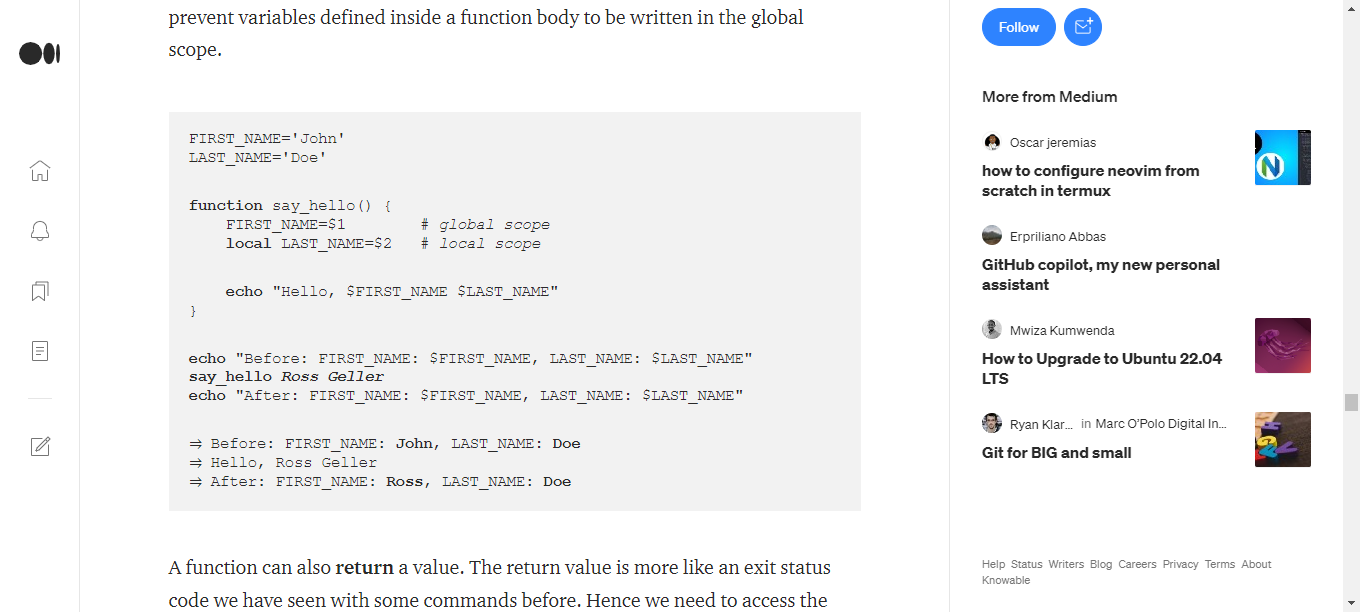 prevent variables defined inside a function body to be written in the global
scope.
FIRST_NAME='John'
LAST_NAME='Doe'
function say_hello() {
FIRST_NAME=$1 # global scope
local LAST_NAME=$2 # local scope
echo "Hello, $FIRST_NAME $LAST_NAME"
}
echo "Before: FIRST_NAME: $FIRST_NAME, LAST_NAME: $LAST_NAME"
say_hello Ross Geller
echo "After: FIRST_NAME: $FIRST_NAME, LAST_NAME: $LAST_NAME"
⇒ Before: FIRST_NAME: John, LAST_NAME: Doe
⇒ Hello, Ross Geller
⇒ After: FIRST_NAME: Ross, LAST_NAME: Doe
A function can also return a value. The return value is more like an exit status
code we have seen with some commands before. Hence we need to access the
Follow
More from Medium
Oscar jeremias
how to configure neovim from
scratch in termux
Erpriliano Abbas
GitHub copilot, my new personal
assistant
Mwiza Kumwenda
How to Upgrade to Ubuntu 22.04
LTS
Ryan Klar... in Marc O'Polo Digital In...
Git for BIG and small
Help Status Writers Blog Careers Privacy Terms About
Knowable